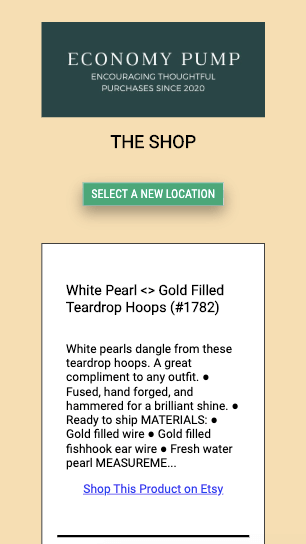 ECONOMY PUMP
ENCOURAGING THOUGHTFUL
PURCHASES SINCE 2020
THE SHOP
SELECT A NEW LOCATION
White Pearl <> Gold Filled
Teardrop Hoops (#1782)
White pearls dangle from these
teardrop hoops. A great
compliment to any outfit. ●
Fused, hand forged, and
hammered for a brilliant shine. ●
Ready to ship MATERIALS: ●
Gold filled wire ● Gold filled
fishhook ear wire ● Fresh water
pearl MEASUREME...
Shop This Product on Etsy